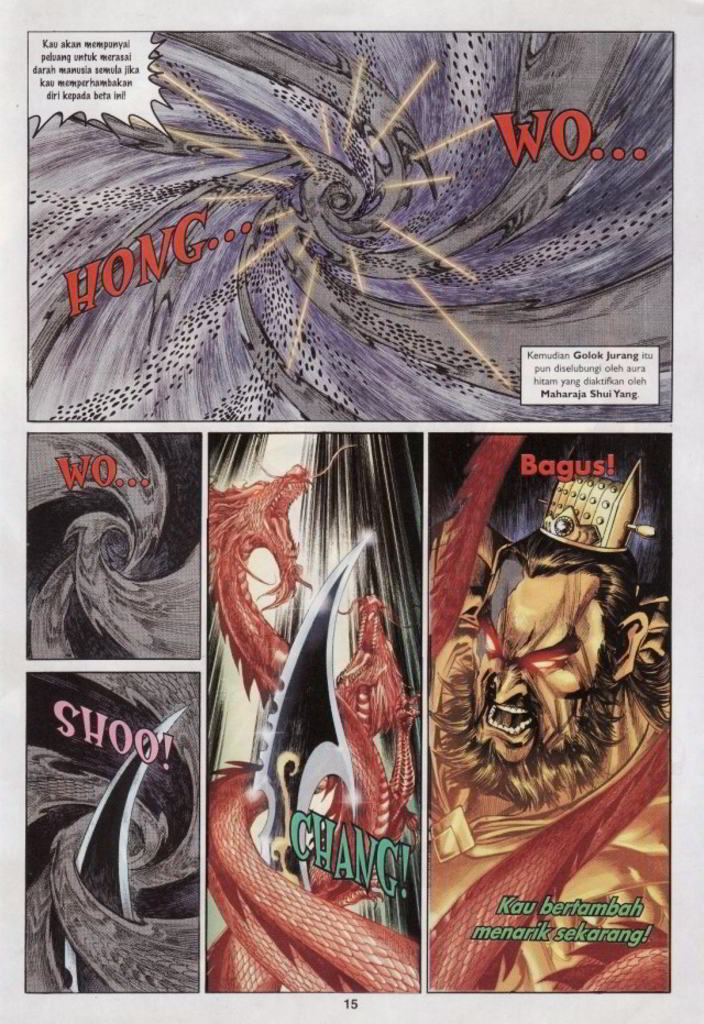 Kau akan mempunyai
peluang untuk merasai
darah manusia semula jika
kau memperhambakan
diri kepada beta ini!
WO...
HONG...
Kemudian Golok Jurang itu
pun diselubungi oleh aura
hitam yang diaktifkan oleh
Maharaja Shui Yang.
WO...
SHOO!
CHANG!
Bagus!
Kau bertambah
menarik sekarang!
15